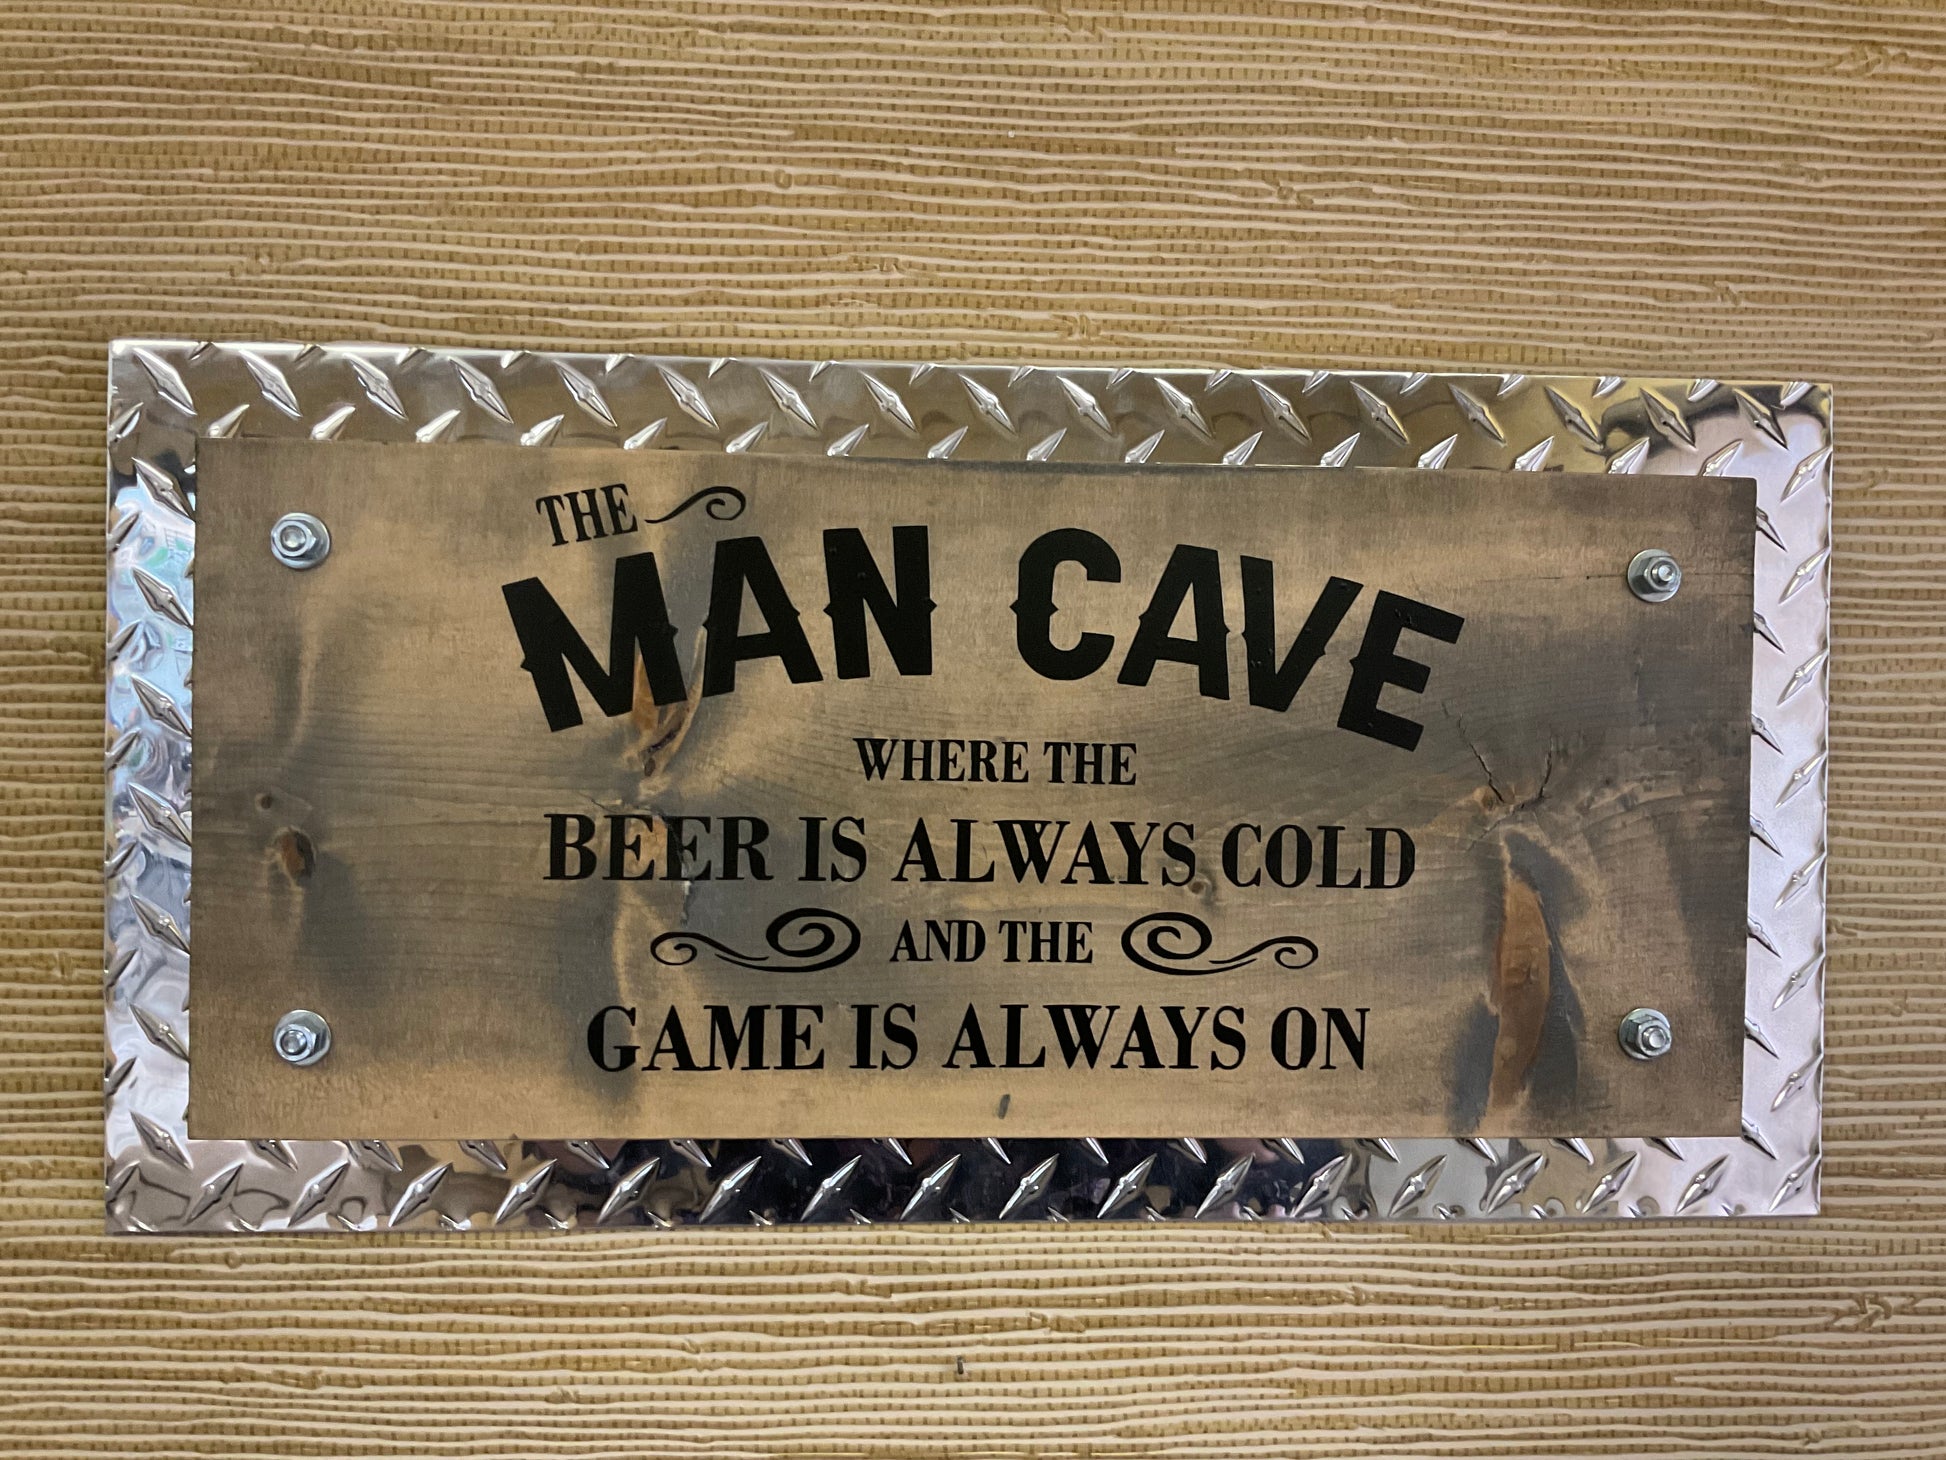 THE
MAN CAVE
WHERE THE
BEER IS ALWAYS COLD
AND THE
GAME IS ALWAYS ON